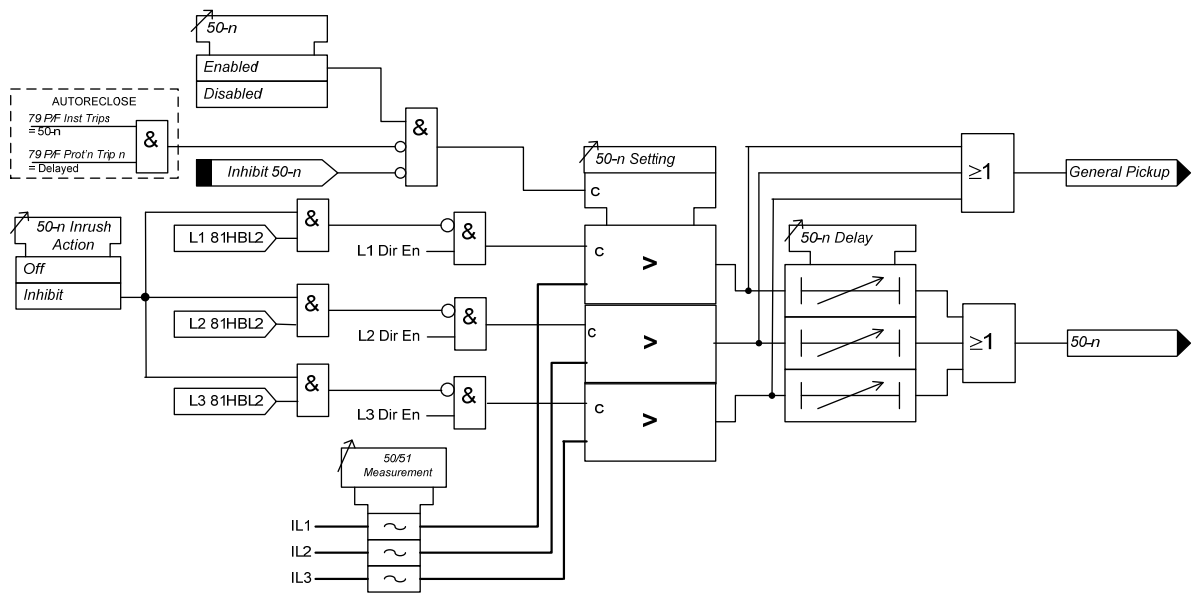 50-n
Enabled
Disabled
AUTORECLOSE
79 P/F Inst Trips
= 50-n
79 P/F Prot'n Trip n
= Delayed
&
&
Inhibit 50-n
50-n Setting
c
≥1
General Pickup
50-n Inrush
Action
Off
Inhibit
L1 81HBL2
&
L1 Dir En
&
c
>
50-n Delay
L2 81HBL2
&
L2 Dir En
&
c
>
≥1
50-n
L3 81HBL2
&
L3 Dir En
&
c
>
50/51
Measurement
IL1
IL2
IL3